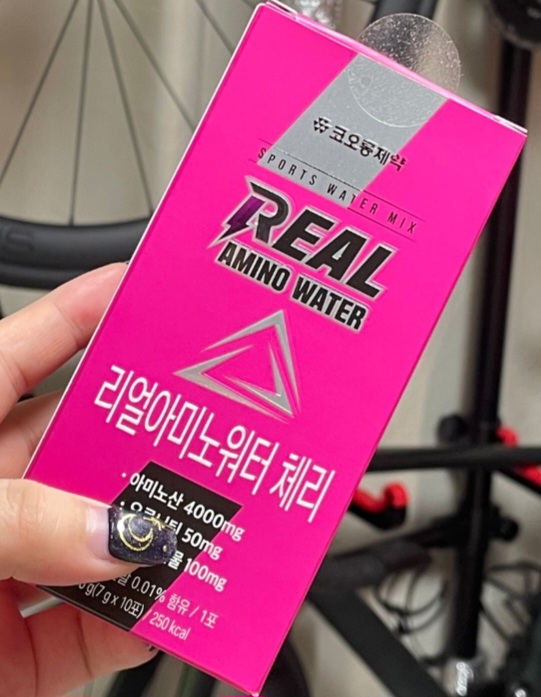 코오롱제약
SPORTS WATER MIX
REAL
AMINO WATER
리얼아미노워터 체리
· 아미노산 4000mg
50mg
100mg
0.01% 함유 / 1포
g(7g x 10포) / 250 kcal